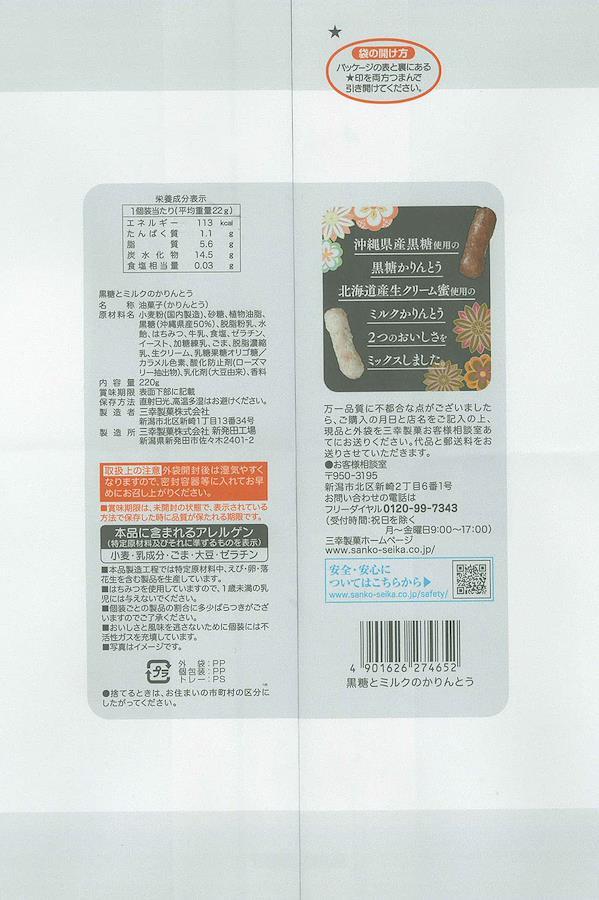 ★
袋の開け方
パッケージの表と裏にある
★印を両方つまんで
引き開けてください。
栄養成分表示
1個装当たり(平均重量22g)
エネルギー 113 kcal
たんぱく質 1.1 g
脂質 5.6 g
炭水化物 14.5 g
食塩相当量 0.03 g
黒糖とミルクのかりんとう
名称 油菓子(かりんとう)
原材料名 小麦粉(国内製造)、砂糖、植物油脂、
黒糖(沖縄県産50%)、脱脂粉乳、水
飴、はちみつ、牛乳、食塩、ゼラチン、
イースト、加糖練乳、ごま、脱脂濃縮
乳、生クリーム、乳糖果糖オリゴ糖/
カラメル色素、酸化防止剤(ローズマ
リー抽出物)、乳化剤(大豆由来)、香料
内容量 220g
賞味期限 表面下部に記載
保存方法 直射日光、高温多湿はお避けください。
製造者 三幸製菓株式会社
新潟市北区新崎1丁目13番34号
製造所 三幸製菓株式会社 新発田工場
新潟県新発田市佐々木2401-2
取扱上の注意 外袋開封後は湿気やすく
なりますので、密封容器等に入れてお早
めにお召し上がりください。
■賞味期限は、未開封の状態で、表示されている
方法で保存した時に品質が保たれる期限です。
本品に含まれるアレルゲン
(特定原材料及びそれに準ずるものを表示)
小麦・乳成分・ごま・大豆・ゼラチン
■本品製造工程では特定原材料中、えび・卵・落
花生を含む製品を生産しています。
■はちみつを使用していますので、1歳未満の乳
児には与えないでください。
■個装ごとの製品の割合に多少ばらつきがござ
いますのでご了承ください。
■おいしさと風味を逃さないために個装には不
活性ガスを充填しています。
■写真はイメージです。
プラ
外袋:PP
個包装:PP
トレー:PS
●捨てるときは、お住まいの市町村の区分に
したがってください。
沖縄県産黒糖使用の
黒糖かりんとう
北海道産生クリーム蜜使用の
ミルクかりんとう
2つのおいしさを
ミックスしました
万一品質に不都合な点がございました
ら、ご購入の月日と店名をご記入の上、
現品と外袋を三幸製菓お客様相談室あ
てにお送りください。代品と郵送料をお
送りさせていただきます。
●お客様相談室
〒950-3195
新潟市北区新崎2丁目6番1号
お問い合わせの電話は
フリーダイヤル0120-99-7343
(受付時間:祝日を除く
月〜金曜日9:00〜17:00)
三幸製菓ホームページ
www.sanko-seika.co.jp/
安全・安心に
ついてはこちらから▶
www.sanko-seika.co.jp/safety/
4 901626 274652
黒糖とミルクのかりんとう